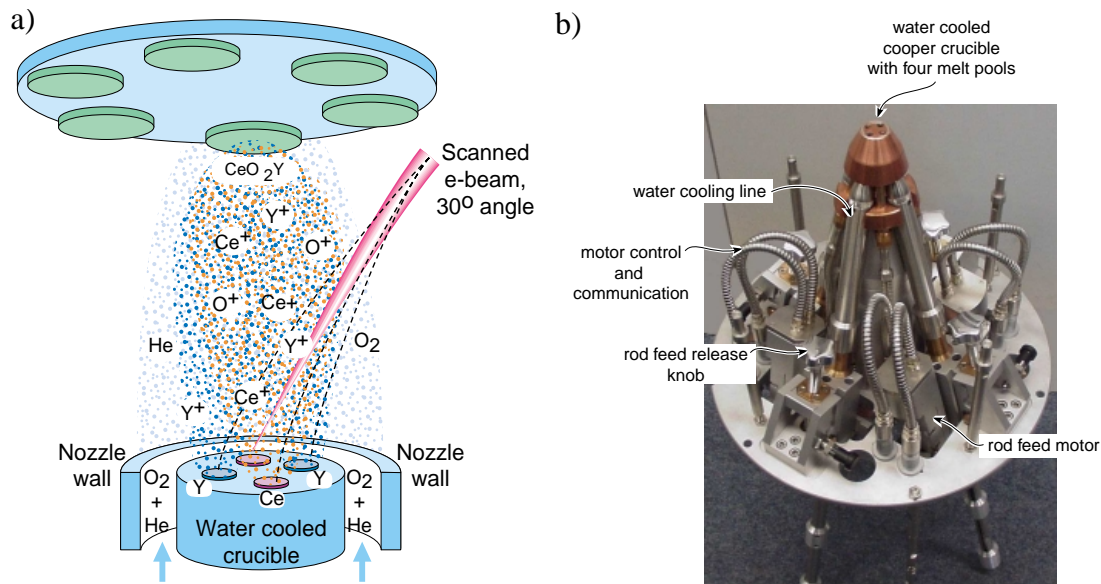 a)
CeO 2Y
Y+
Ce+
O+
O+
Ce+
He
Y+
O2
Ce+
Y+
Scanned
e-beam,
30o angle
Nozzle
wall
Nozzle
wall
Y
Ce
Y
O2
+
He
O2
+
He
Water cooled
crucible
b)
water cooled
cooper crucible
with four melt pools
water cooling line
motor control
and
communication
rod feed release
knob
rod feed motor